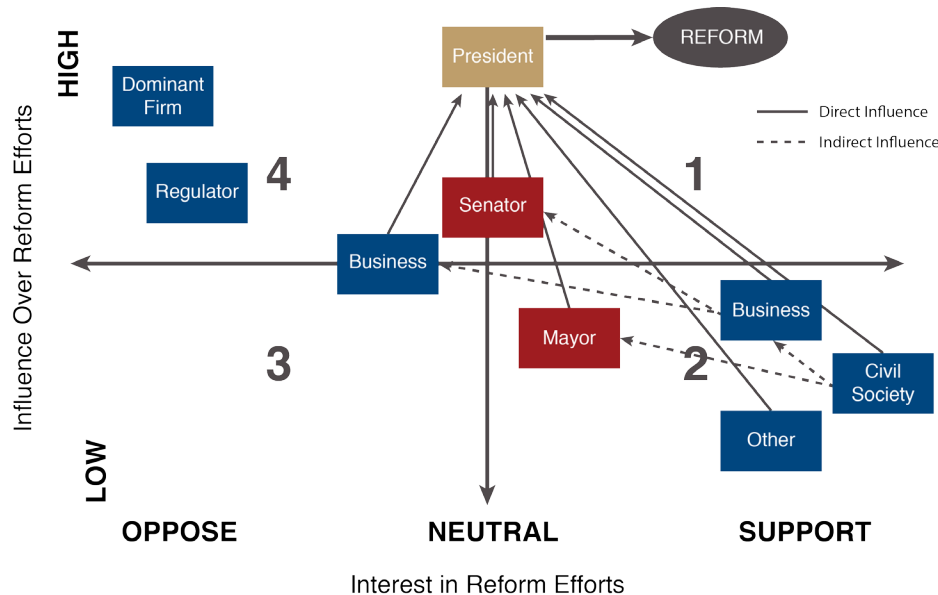 HIGH
President
REFORM
Dominant
Firm
Direct Influence
Indirect Influence
4
1
Regulator
Senator
Business
Influence Over Reform Efforts
Business
Mayor
3
2
Civil
Society
Other
LOW
OPPOSE
NEUTRAL
SUPPORT
Interest in Reform Efforts